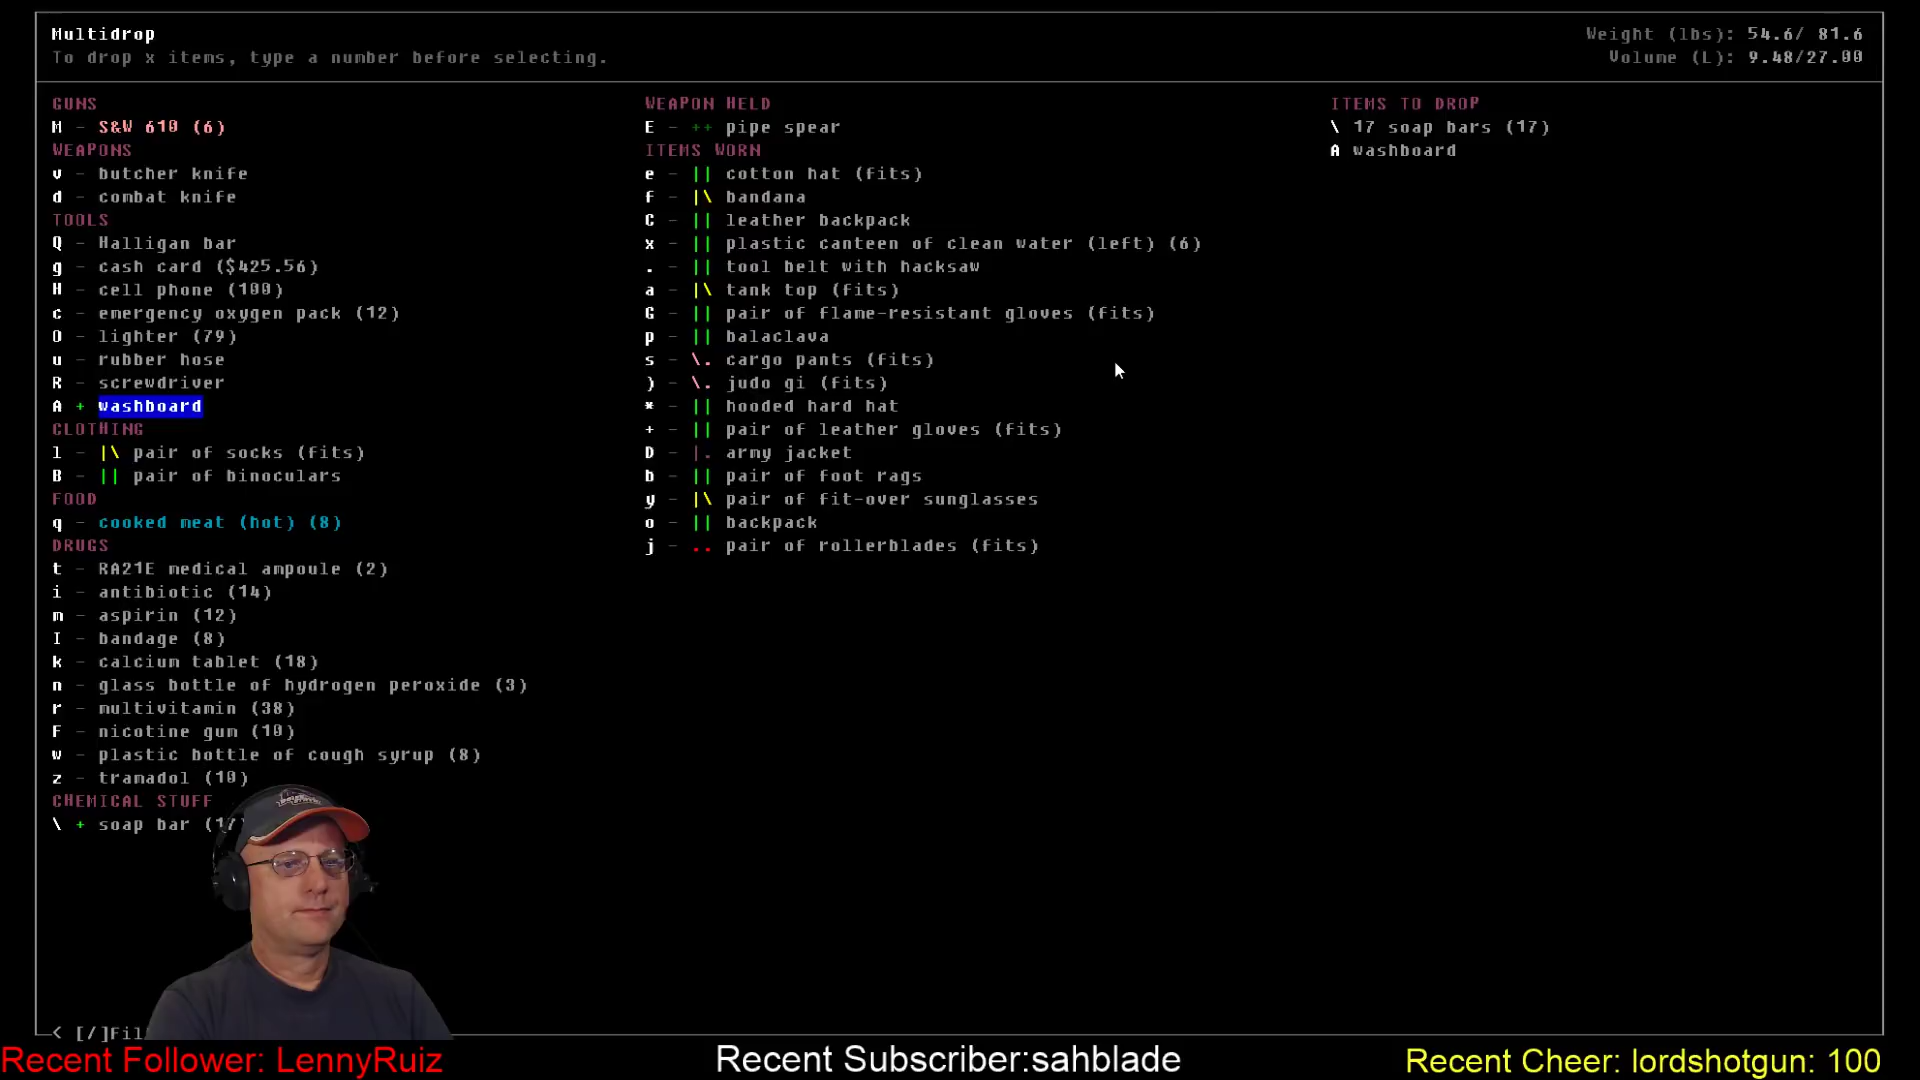 Multidrop
To drop x items, type a number before selecting.
Weight (lbs): 54.6/ 81.6
Volume (L): 9.48/27.00
GUNS
M - S&W 610 (6)
WEAPONS
v - butcher knife
d - combat knife
TOOLS
Q - Halligan bar
g - cash card ($425.56)
H - cell phone (100)
c - emergency oxygen pack (12)
O - lighter (79)
u - rubber hose
R - screwdriver
A + washboard
CLOTHING
l - |\ pair of socks (fits)
B - || pair of binoculars
FOOD
q - cooked meat (hot) (8)
DRUGS
t - RA21E medical ampoule (2)
i - antibiotic (14)
m - aspirin (12)
I - bandage (8)
k - calcium tablet (18)
n - glass bottle of hydrogen peroxide (3)
r - multivitamin (38)
F - nicotine gum (10)
w - plastic bottle of cough syrup (8)
z - tramadol (10)
CHEMICAL STUFF
\ + soap bar (17)
WEAPON HELD
E - ++ pipe spear
ITEMS WORN
e - || cotton hat (fits)
f - |\ bandana
C - || leather backpack
x - || plastic canteen of clean water (left) (6)
. - || tool belt with hacksaw
a - |\ tank top (fits)
G - || pair of flame-resistant gloves (fits)
p - || balaclava
s - \. cargo pants (fits)
) - \. judo gi (fits)
* - || hooded hard hat
+ - || pair of leather gloves (fits)
D - |. army jacket
b - || pair of foot rags
y - |\ pair of fit-over sunglasses
o - || backpack
j - .. pair of rollerblades (fits)
ITEMS TO DROP
\ 17 soap bars (17)
A washboard
< [/]Fil
Recent Follower: LennyRuiz
Recent Subscriber:sahblade
Recent Cheer: lordshotgun: 100